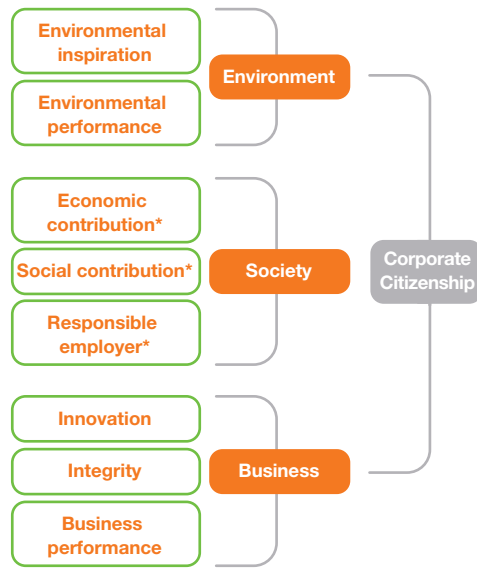 Environmental
inspiration
Environment
Environmental
performance
Economic
contribution*
Social contribution*
Society
Corporate
Citizenship
Responsible
employer*
Innovation
Integrity
Business
Business
performance